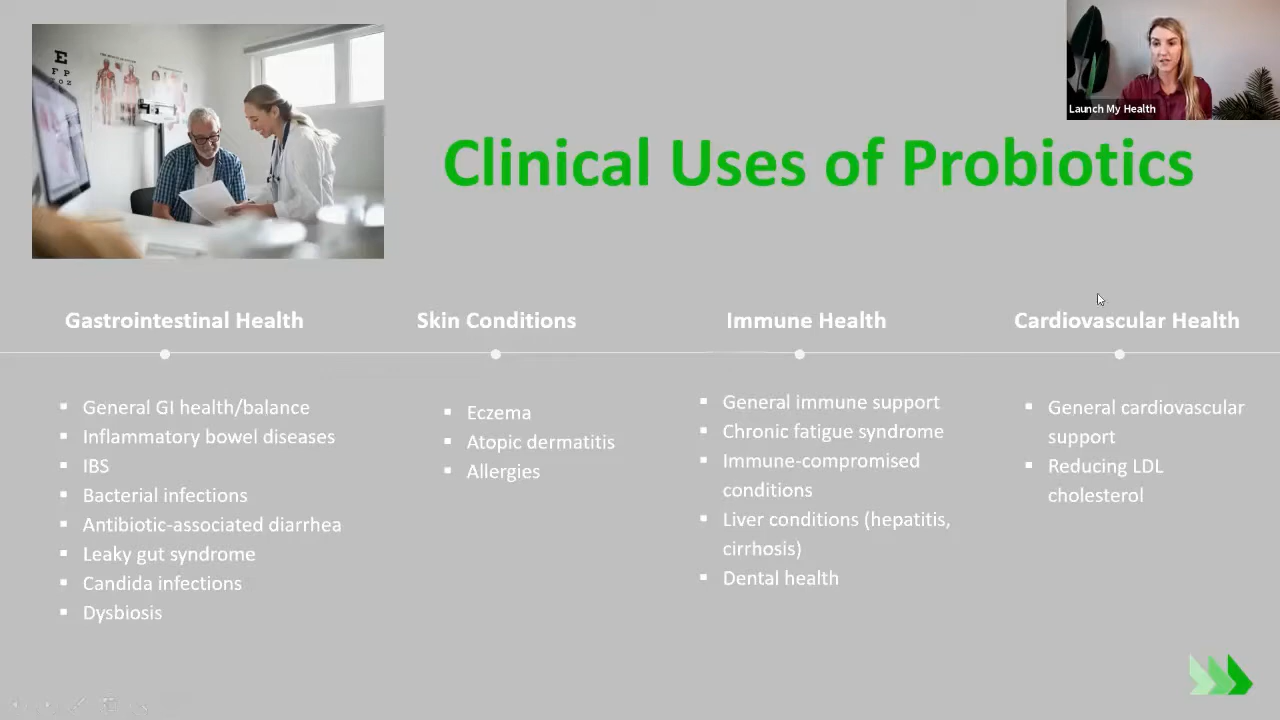 E
F P
Launch My Health
Clinical Uses of Probiotics
Gastrointestinal Health
General GI health/balance
Inflammatory bowel diseases
IBS
Bacterial infections
Antibiotic-associated diarrhea
Leaky gut syndrome
Candida infections
Dysbiosis
Skin Conditions
Eczema
Atopic dermatitis
Allergies
Immune Health
General immune support
Chronic fatigue syndrome
Immune-compromised
conditions
Liver conditions (hepatitis,
cirrhosis)
Dental health
Cardiovascular Health
General cardiovascular
support
Reducing LDL
cholesterol